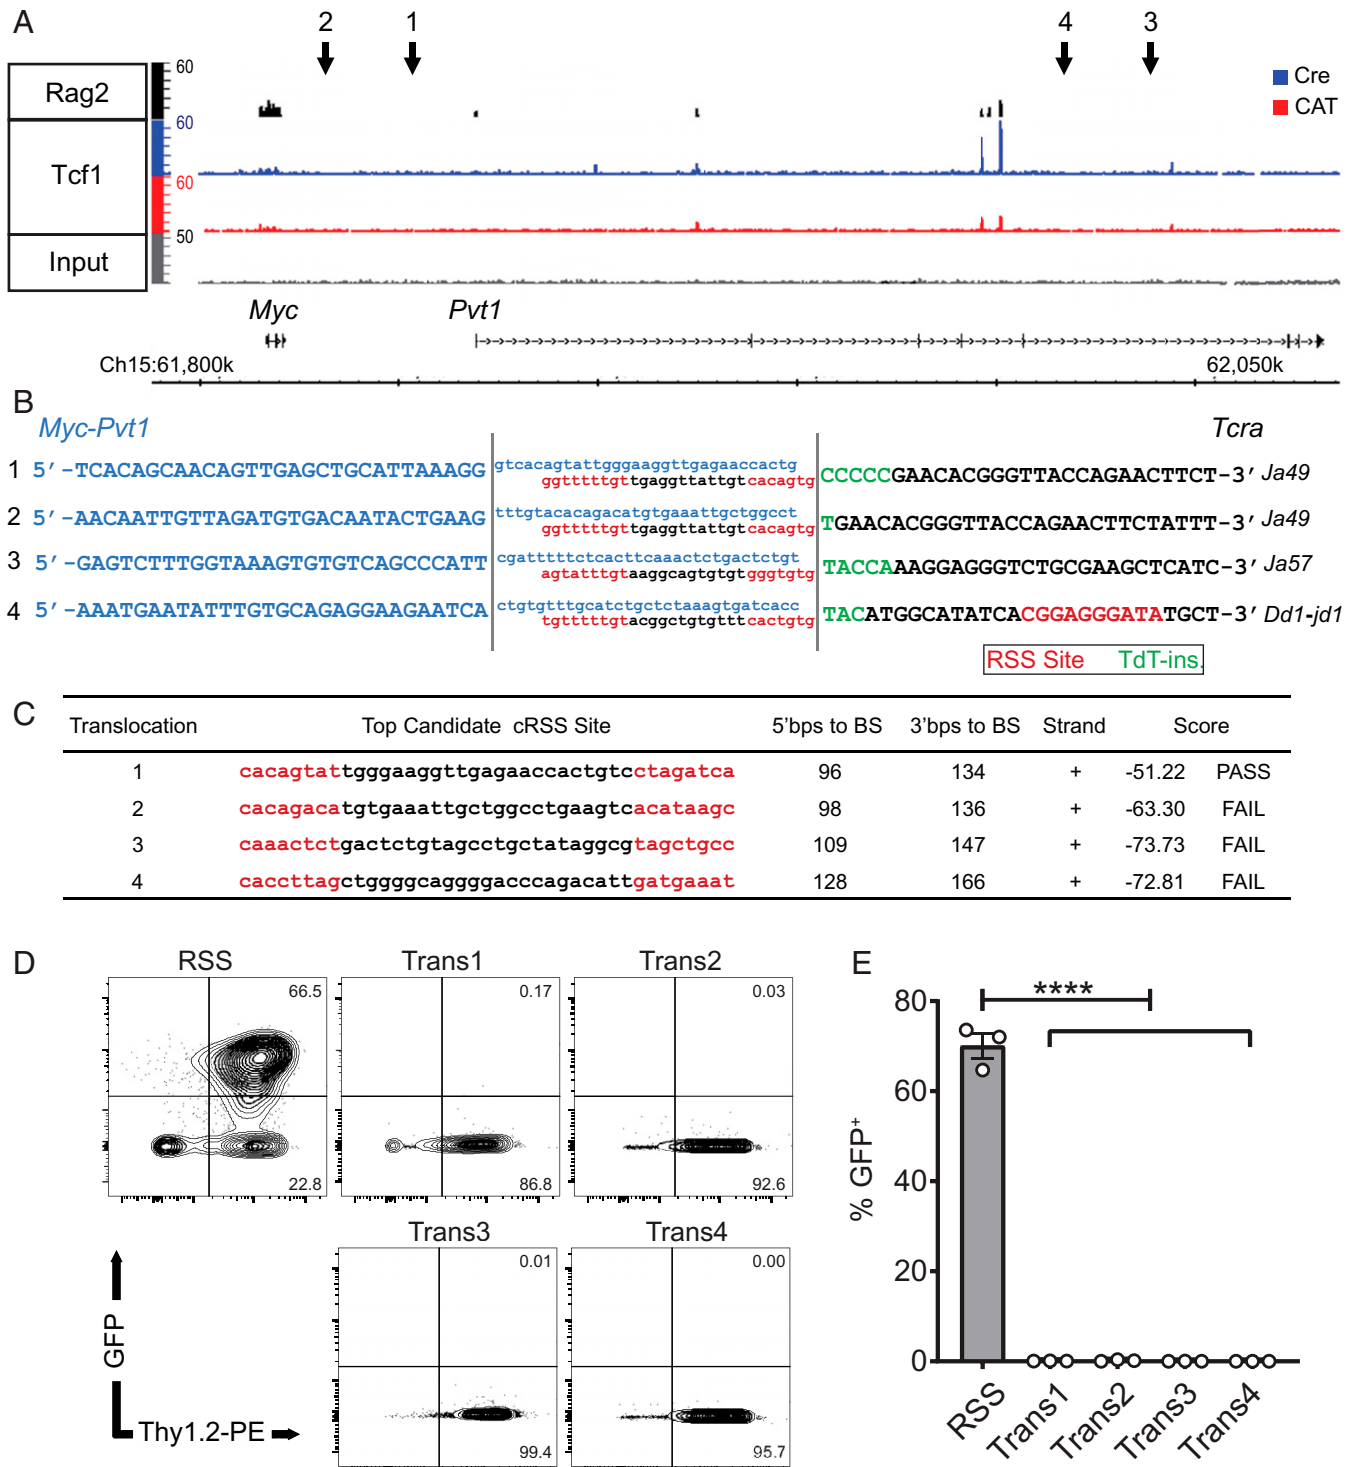 A
2 1 4 3
Rag2
60
Cre
CAT
Tcf1
60
60
Input
50
Myc Pvt1
Ch15:61,800k 62,050k
B
Myc-Pvt1 Tcra
1 5’-TCACAGCAACAGTTGAGCTGCATTAAAGG gtcacagtattgggaaggttgagaaccactg
ggtttttgttgaggttattgtcacagtg CCCCCGAACACGGGTTACCAGAACTTCT-3’ Ja49
2 5’-AACAATTGTTAGATGTGACAATACTGAAG tttgtacacagacatgtgaaattgctggcct
ggtttttgttgaggttattgtcacagtg TGAACACGGGTTACCAGAACTTCTATTT-3’ Ja49
3 5’-GAGTCTTTGGTAAAGTGTGTCAGCCCATT cgatttttctcacttcaaactctgactctgt
agtatttgtaaggcagtgtgtgggtgtg TACCAAAGGAGGGTCTGCGAAGCTCATC-3’ Ja57
4 5’-AAATGAATATTTGTGCAGAGGAAGAATCA ctgtgtttgcatctgctctaaagtgatcacc
tgtttttgtacggctgtgtttcactgtg TACATGGCATATCACGGAGGGATATGCT-3’ Dd1-jd1
RSS Site TdT-ins.
C
Translocation Top Candidate cRSS Site 5’bps to BS 3’bps to BS Strand Score
1 cacagtattgggaaggttgagaaccactgtcctagatca 96 134 + -51.22 PASS
2 cacagacatgtgaaattgctggcctgaagtcacataagc 98 136 + -63.30 FAIL
3 caaactctgactctgtagcctgctataggcgtagctgcc 109 147 + -73.73 FAIL
4 caccttagctggggcaggggacccagacattgatgaaat 128 166 + -72.81 FAIL
D
RSS Trans1 Trans2
66.5 0.17 0.03
22.8 86.8 92.6
Trans3 Trans4
0.01 0.00
99.4 95.7
GFP
Thy1.2-PE
E
****
% GFP+
80
60
40
20
0
RSS Trans1 Trans2 Trans3 Trans4